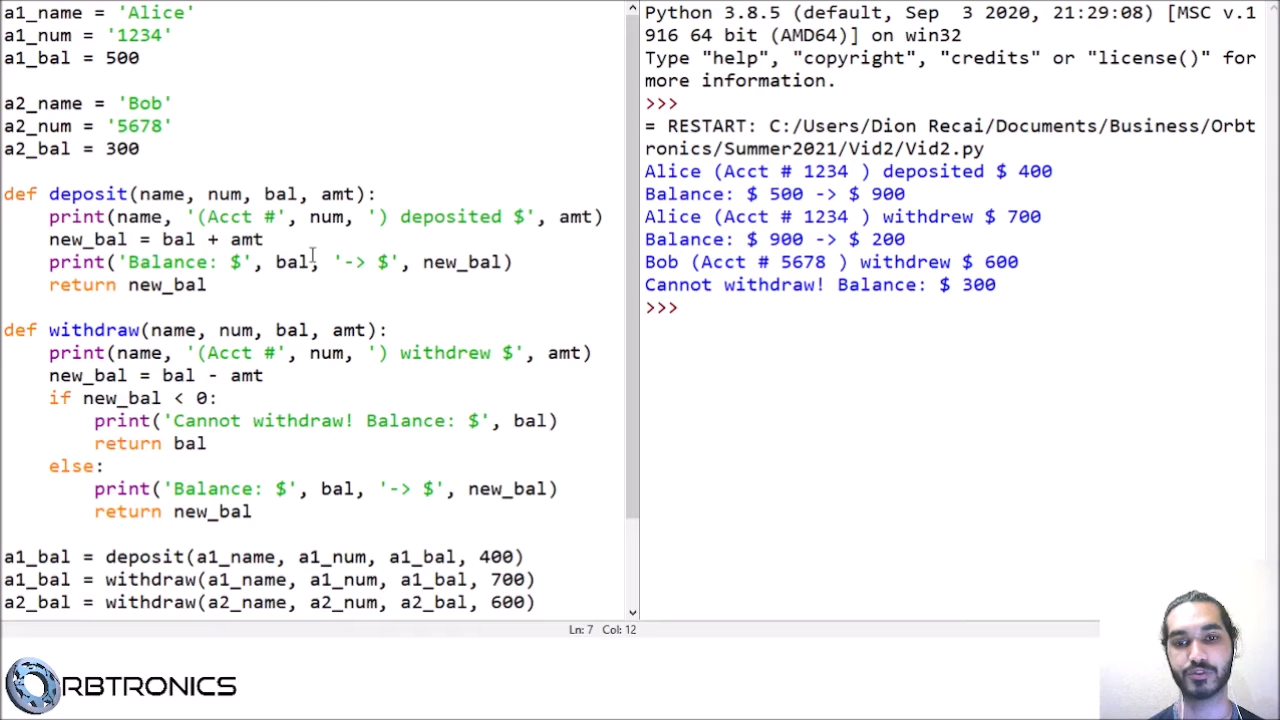 a1_name = 'Alice'
a1_num = '1234'
a1_bal = 500
a2_name = 'Bob'
a2_num = '5678'
a2_bal = 300
def deposit(name, num, bal, amt):
    print(name, '(Acct #', num, ') deposited $', amt)
    new_bal = bal + amt
    print('Balance: $', bal, '-> $', new_bal)
    return new_bal
def withdraw(name, num, bal, amt):
    print(name, '(Acct #', num, ') withdrew $', amt)
    new_bal = bal - amt
    if new_bal < 0:
        print('Cannot withdraw! Balance: $', bal)
        return bal
    else:
        print('Balance: $', bal, '-> $', new_bal)
        return new_bal
a1_bal = deposit(a1_name, a1_num, a1_bal, 400)
a1_bal = withdraw(a1_name, a1_num, a1_bal, 700)
a2_bal = withdraw(a2_name, a2_num, a2_bal, 600)
Ln: 7 Col: 12
Python 3.8.5 (default, Sep  3 2020, 21:29:08) [MSC v.1
916 64 bit (AMD64)] on win32
Type "help", "copyright", "credits" or "license()" for
more information.
>>>
= RESTART: C:/Users/Dion Recai/Documents/Business/Orbt
ronics/Summer2021/Vid2/Vid2.py
Alice (Acct # 1234 ) deposited $ 400
Balance: $ 500 -> $ 900
Alice (Acct # 1234 ) withdrew $ 700
Balance: $ 900 -> $ 200
Bob (Acct # 5678 ) withdrew $ 600
Cannot withdraw! Balance: $ 300
>>>
ORBTRONICS